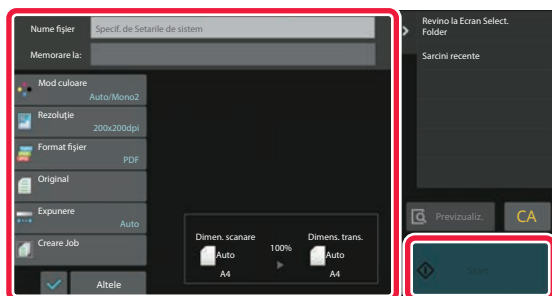 Nume fișier
Specif. de Setarile de sistem
Memorare la:
Mod culoare
Auto/Mono2
Rezoluție
200x200dpi
Format fișier
PDF
Original
Expunere
Auto
Creare Job
Altele
Dimen. scanare
100%
Dimens. trans.
Auto
Auto
A4
A4
Revino la Ecran Select.
Folder
Sarcini recente
Previzualiz.
CA
Start